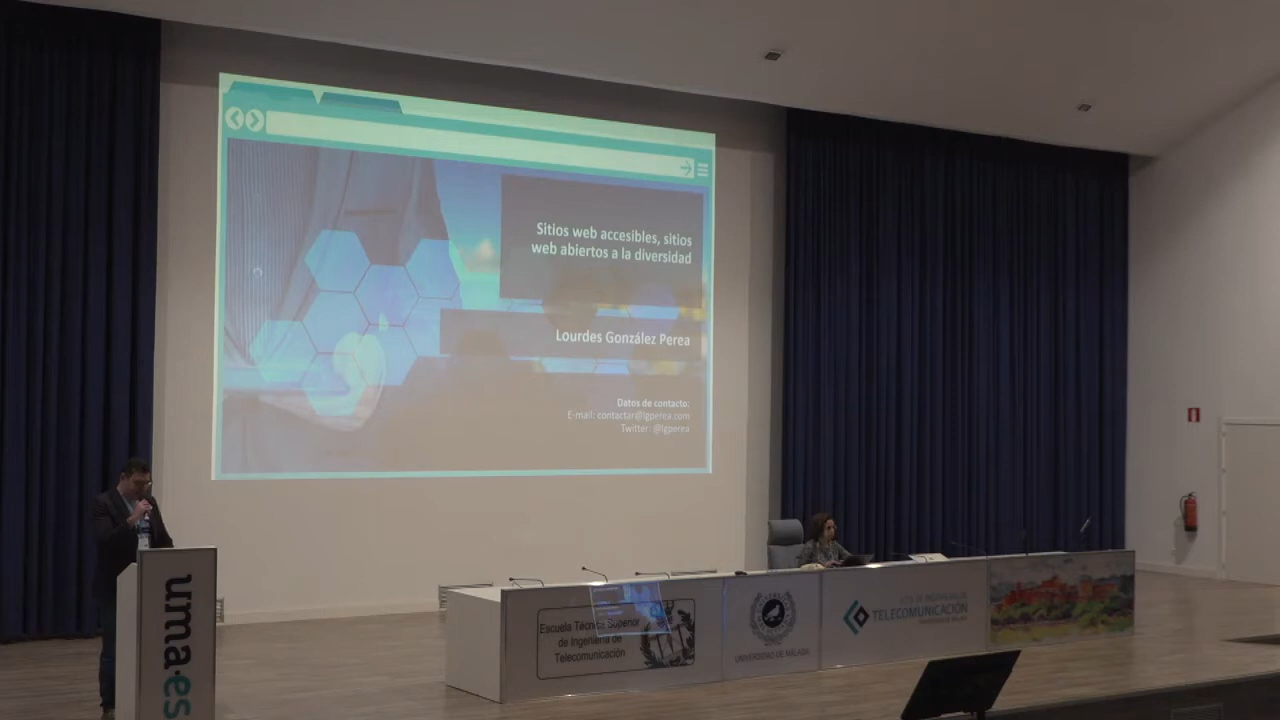 Sitios web accesibles, sitios
web abiertos a la diversidad
Lourdes González Perea
Datos de contacto:
E-mail: contactar@lgperea.com
Twitter: @lgperea
uma.es
Escuela Técnica Superior
de Ingeniería de
Telecomunicación
UNIVERSIDAD DE MÁLAGA
TELECOMUNICACIÓN